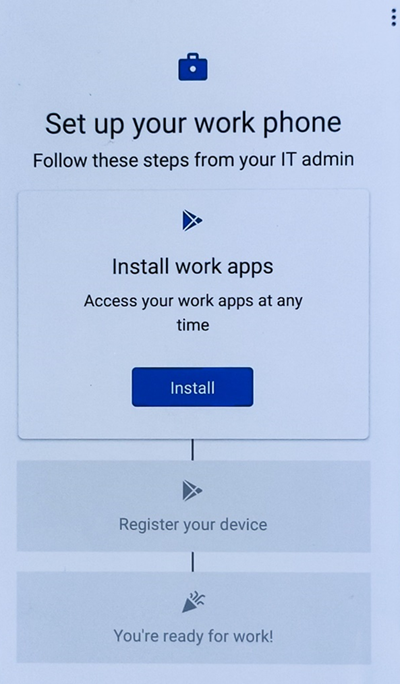 Set up your work phone
Follow these steps from your IT admin
Install work apps
Access your work apps at any
time
Install
Register your device
You're ready for work!